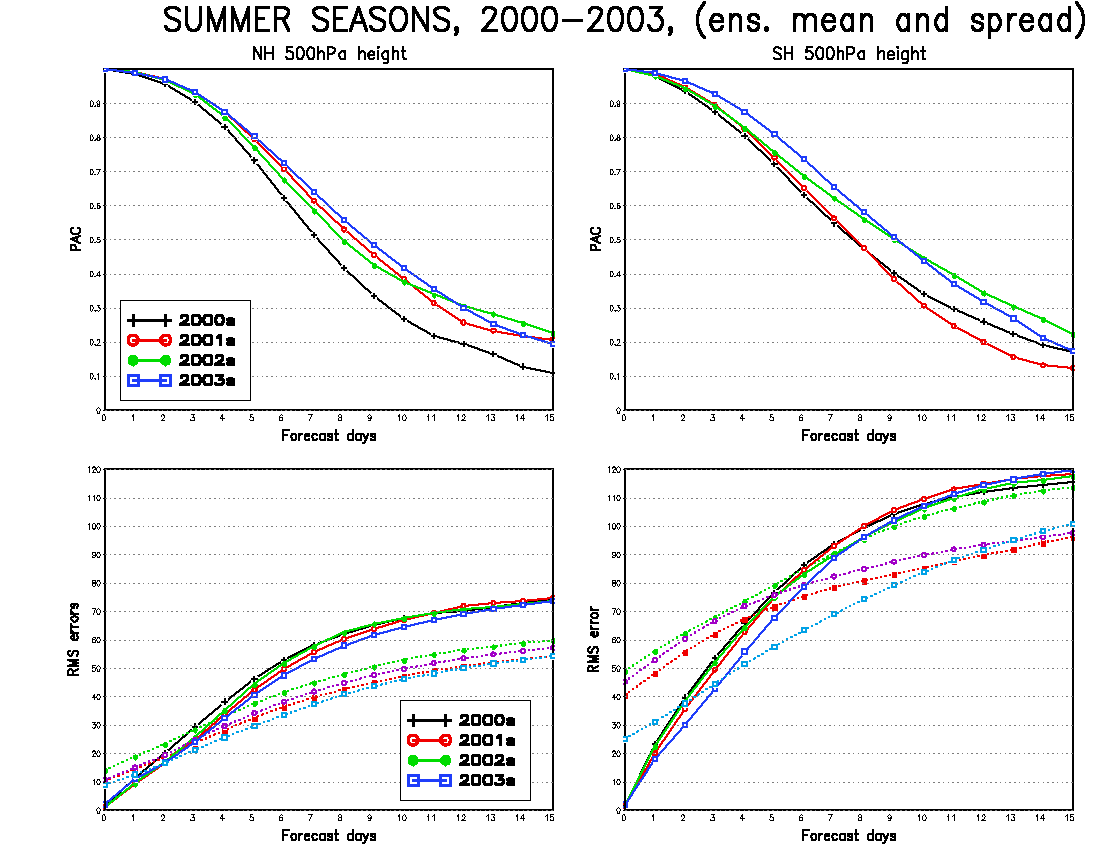 SUMMER SEASONS, 2000-2003, (ens. mean and spread)
NH 500hPa height
PAC
0.9
0.8
0.7
0.6
0.5
0.4
0.3
0.2
0.1
0
2000a
2001a
2002a
2003a
0 1 2 3 4 5 6 7 8 9 10 11 12 13 14 15
Forecast days
SH 500hPa height
PAC
0.9
0.8
0.7
0.6
0.5
0.4
0.3
0.2
0.1
0
0 1 2 3 4 5 6 7 8 9 10 11 12 13 14 15
Forecast days
RMS errors
120
110
100
90
80
70
60
50
40
30
20
10
0
2000a
2001a
2002a
2003a
0 1 2 3 4 5 6 7 8 9 10 11 12 13 14 15
Forecast days
RMS error
120
110
100
90
80
70
60
50
40
30
20
10
0
0 1 2 3 4 5 6 7 8 9 10 11 12 13 14 15
Forecast days